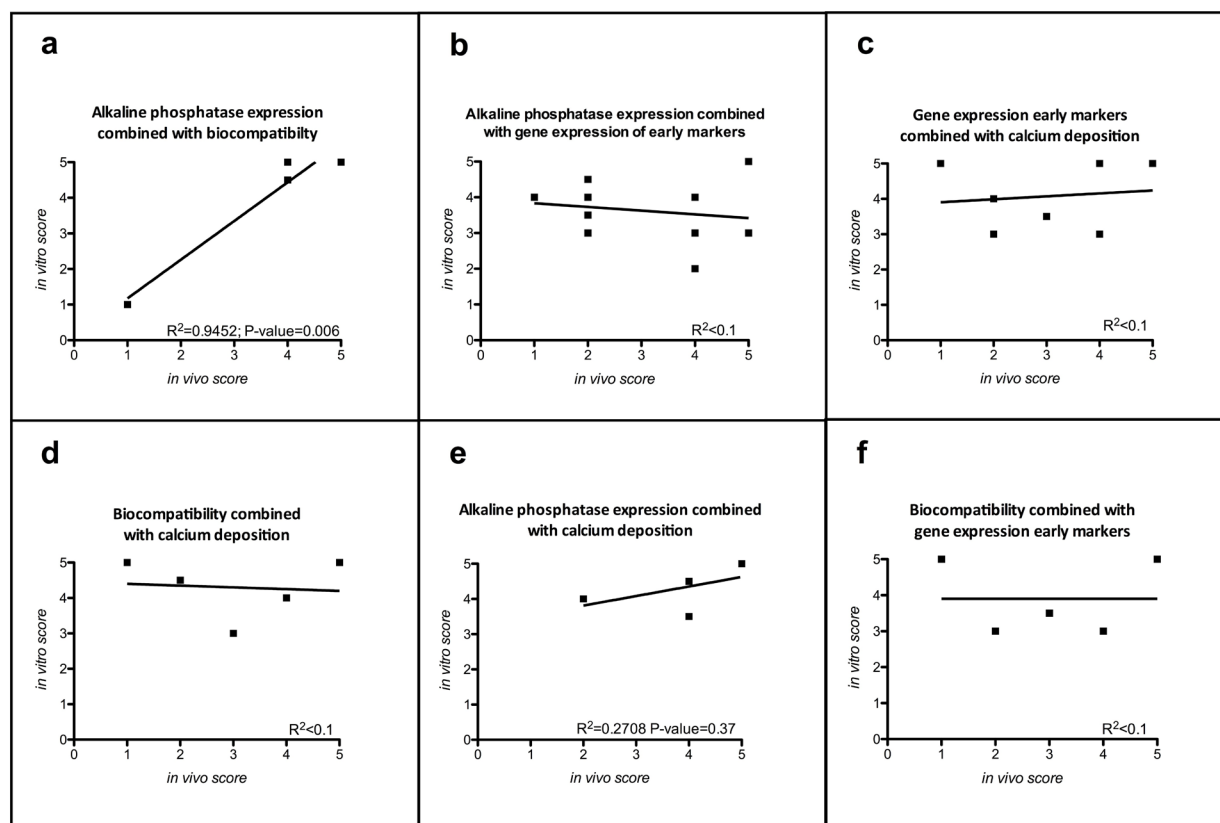 a
Alkaline phosphatase expression
combined with biocompatibilty
in vitro score
5
4
3
2
1
0
R²=0.9452; P-value=0.006
0 1 2 3 4 5
in vivo score
b
Alkaline phosphatase expression combined
with gene expression of early markers
in vitro score
5
4
3
2
1
0
R²<0.1
0 1 2 3 4 5
in vivo score
c
Gene expression early markers
combined with calcium deposition
in vitro score
5
4
3
2
1
0
R²<0.1
0 1 2 3 4 5
in vivo score
d
Biocompatibility combined
with calcium deposition
in vitro score
5
4
3
2
1
0
R²<0.1
0 1 2 3 4 5
in vivo score
e
Alkaline phosphatase expression combined
with calcium deposition
in vitro score
5
4
3
2
1
0
R²=0.2708 P-value=0.37
0 1 2 3 4 5
in vivo score
f
Biocompatibility combined with
gene expression early markers
in vitro score
5
4
3
2
1
0
R²<0.1
0 1 2 3 4 5
in vivo score